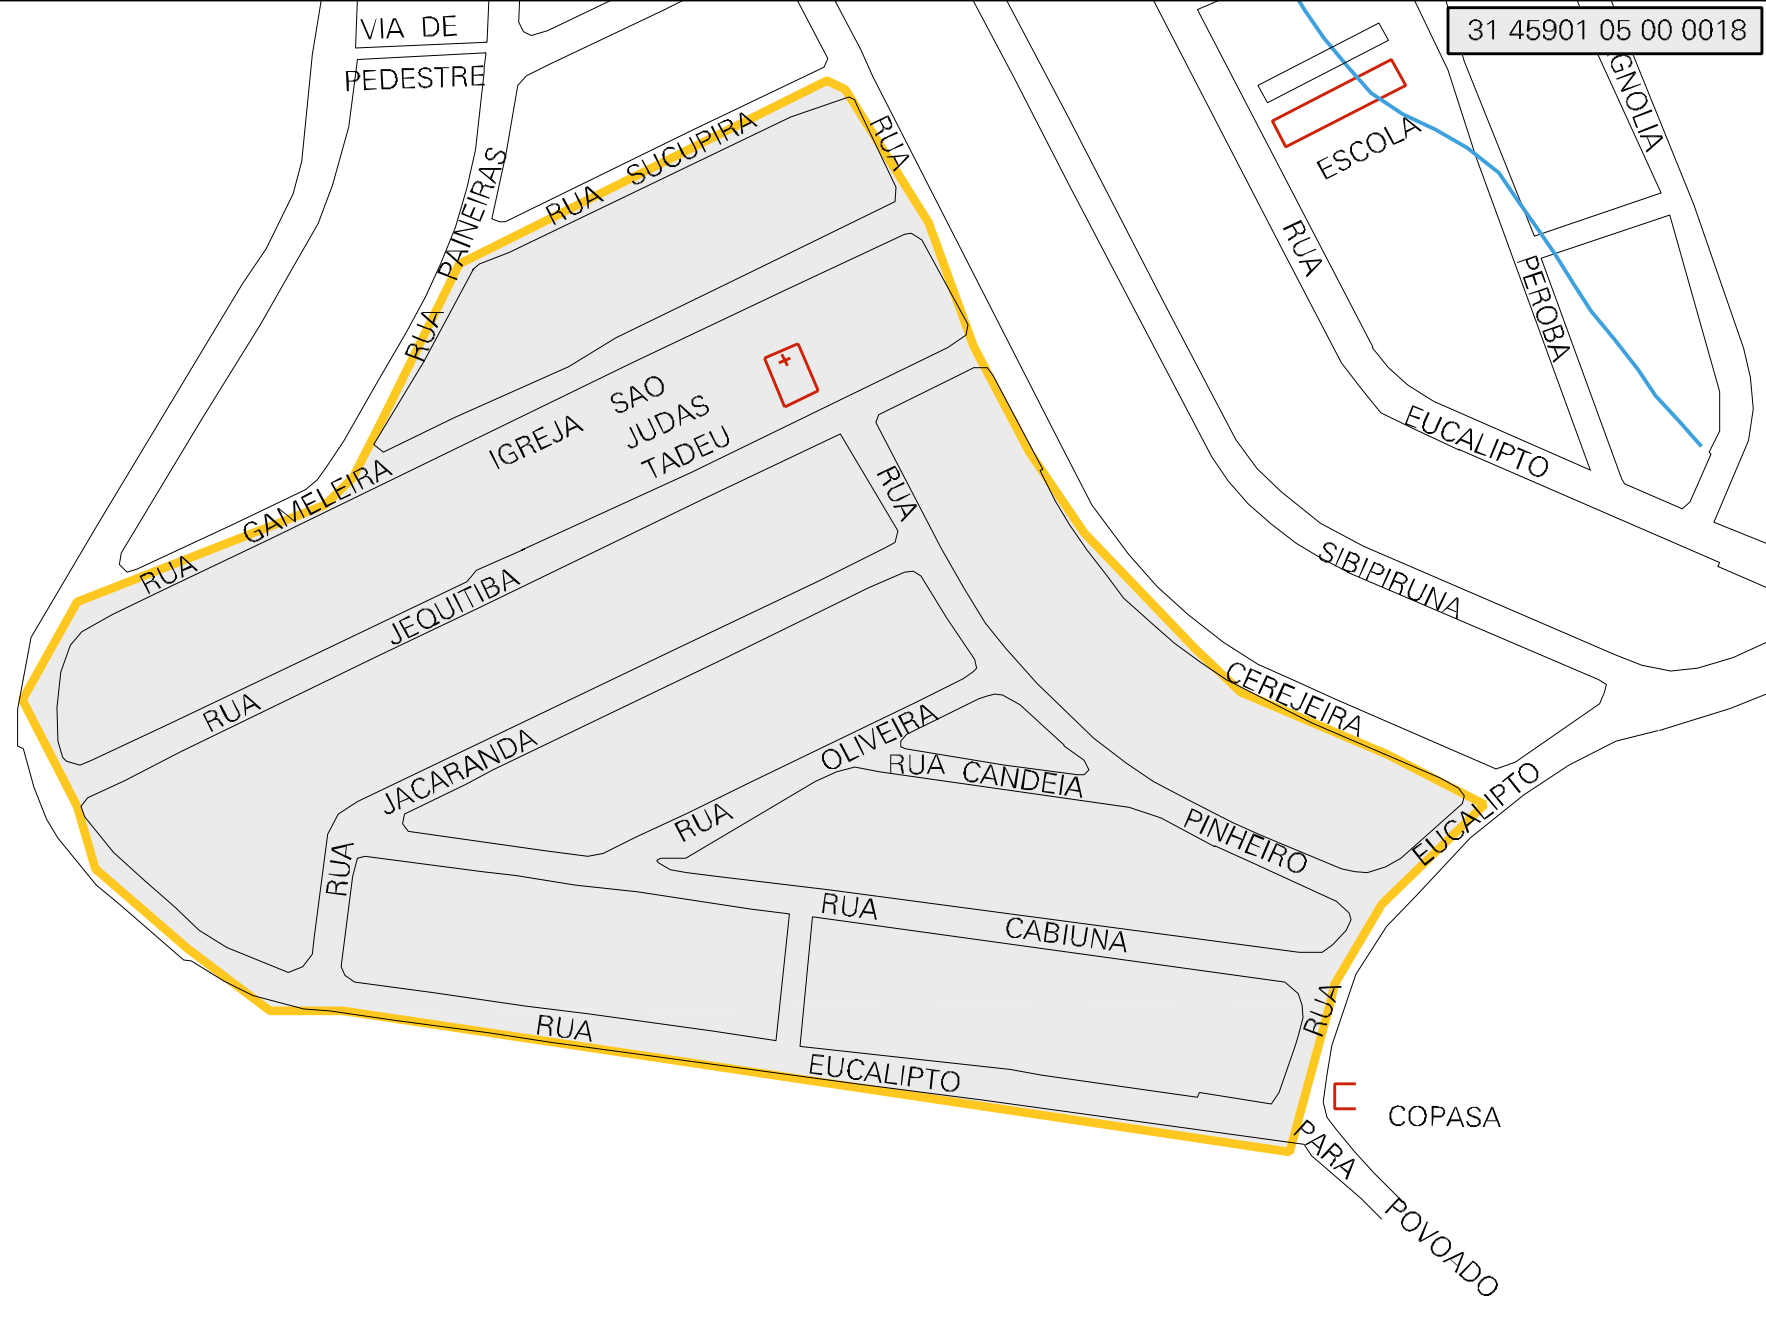 VIA DE
PEDESTRE
31 45901 05 00 0018
GNOLIA
RUA SUCUPIRA
RUA PAINEIRAS
RUA
CEREJEIRA
ESCOLA
RUA
EUCALIPTO
PEROBA
SIBIPIRUNA
IGREJA SAO
JUDAS
TADEU
RUA GAMELEIRA
RUA JEQUITIBA
RUA
PINHEIRO
RUA
JACARANDA
RUA OLIVEIRA
RUA CANDEIA
RUA CABIUNA
RUA EUCALIPTO
RUA
EUCALIPTO
COPASA
PARA
POVOADO